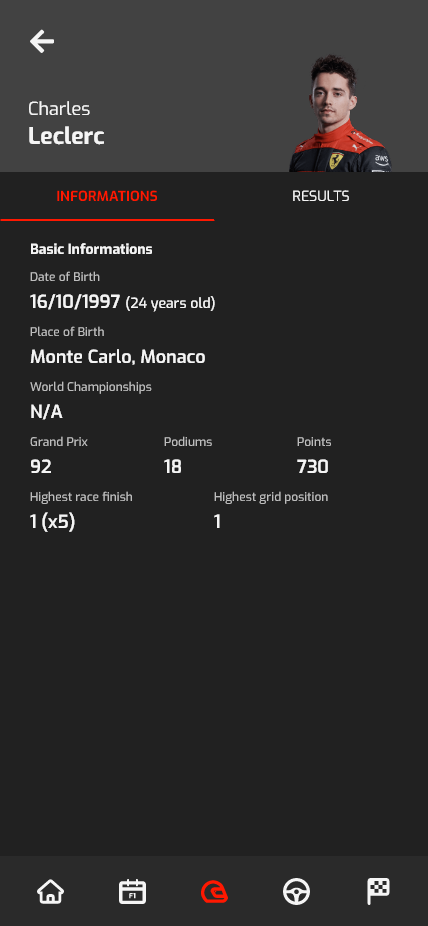 Charles
Leclerc
aws
INFORMATIONS RESULTS
Basic Informations
Date of Birth
16/10/1997 (24 years old)
Place of Birth
Monte Carlo, Monaco
World Championships
N/A
Grand Prix Podiums Points
92 18 730
Highest race finish Highest grid position
1 (x5) 1
F1